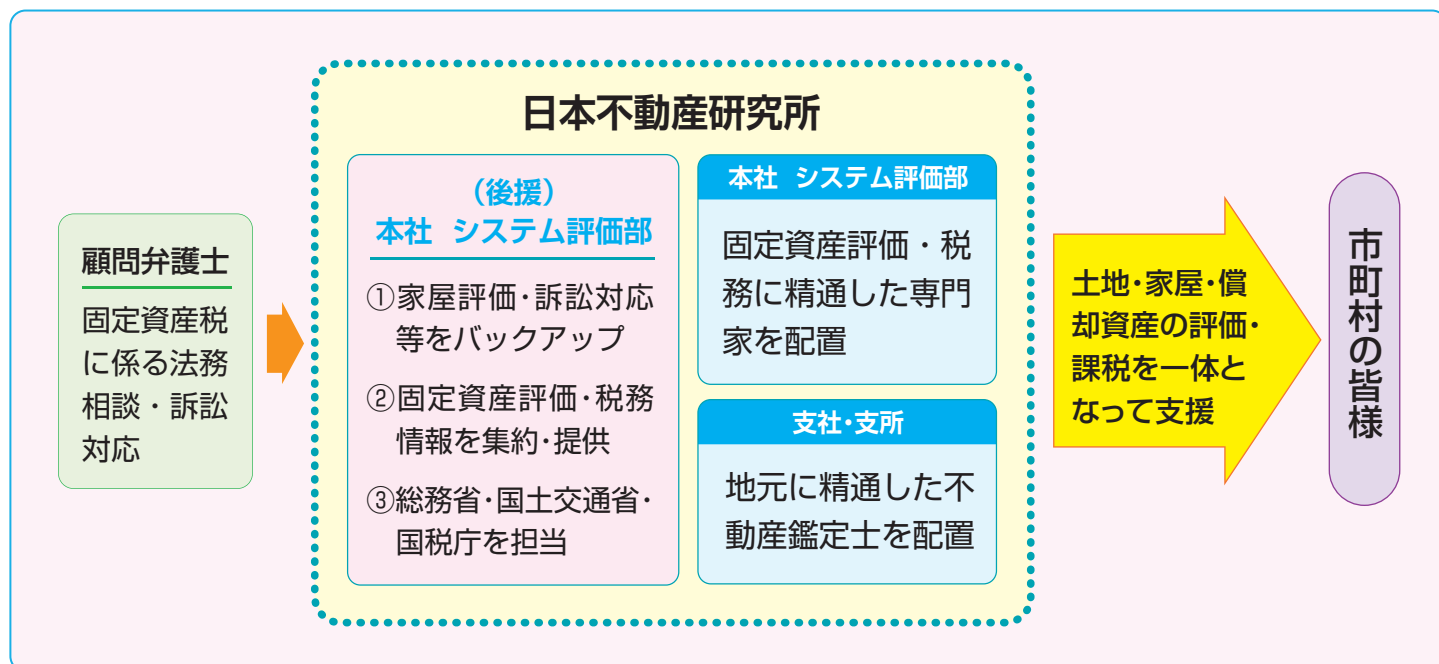 顧問弁護士
固定資産税
に係る法務
相談・訴訟
対応
日本不動産研究所
（後援）
本社 システム評価部
①家屋評価・訴訟対応
等をバックアップ
②固定資産評価・税務
情報を集約・提供
③総務省・国土交通省・
国税庁を担当
本社 システム評価部
固定資産評価・税
務に精通した専門
家を配置
支社・支所
地元に精通した不
動産鑑定士を配置
土地・家屋・償
却資産の評価・
課税を一体と
なって支援
市町村の皆様